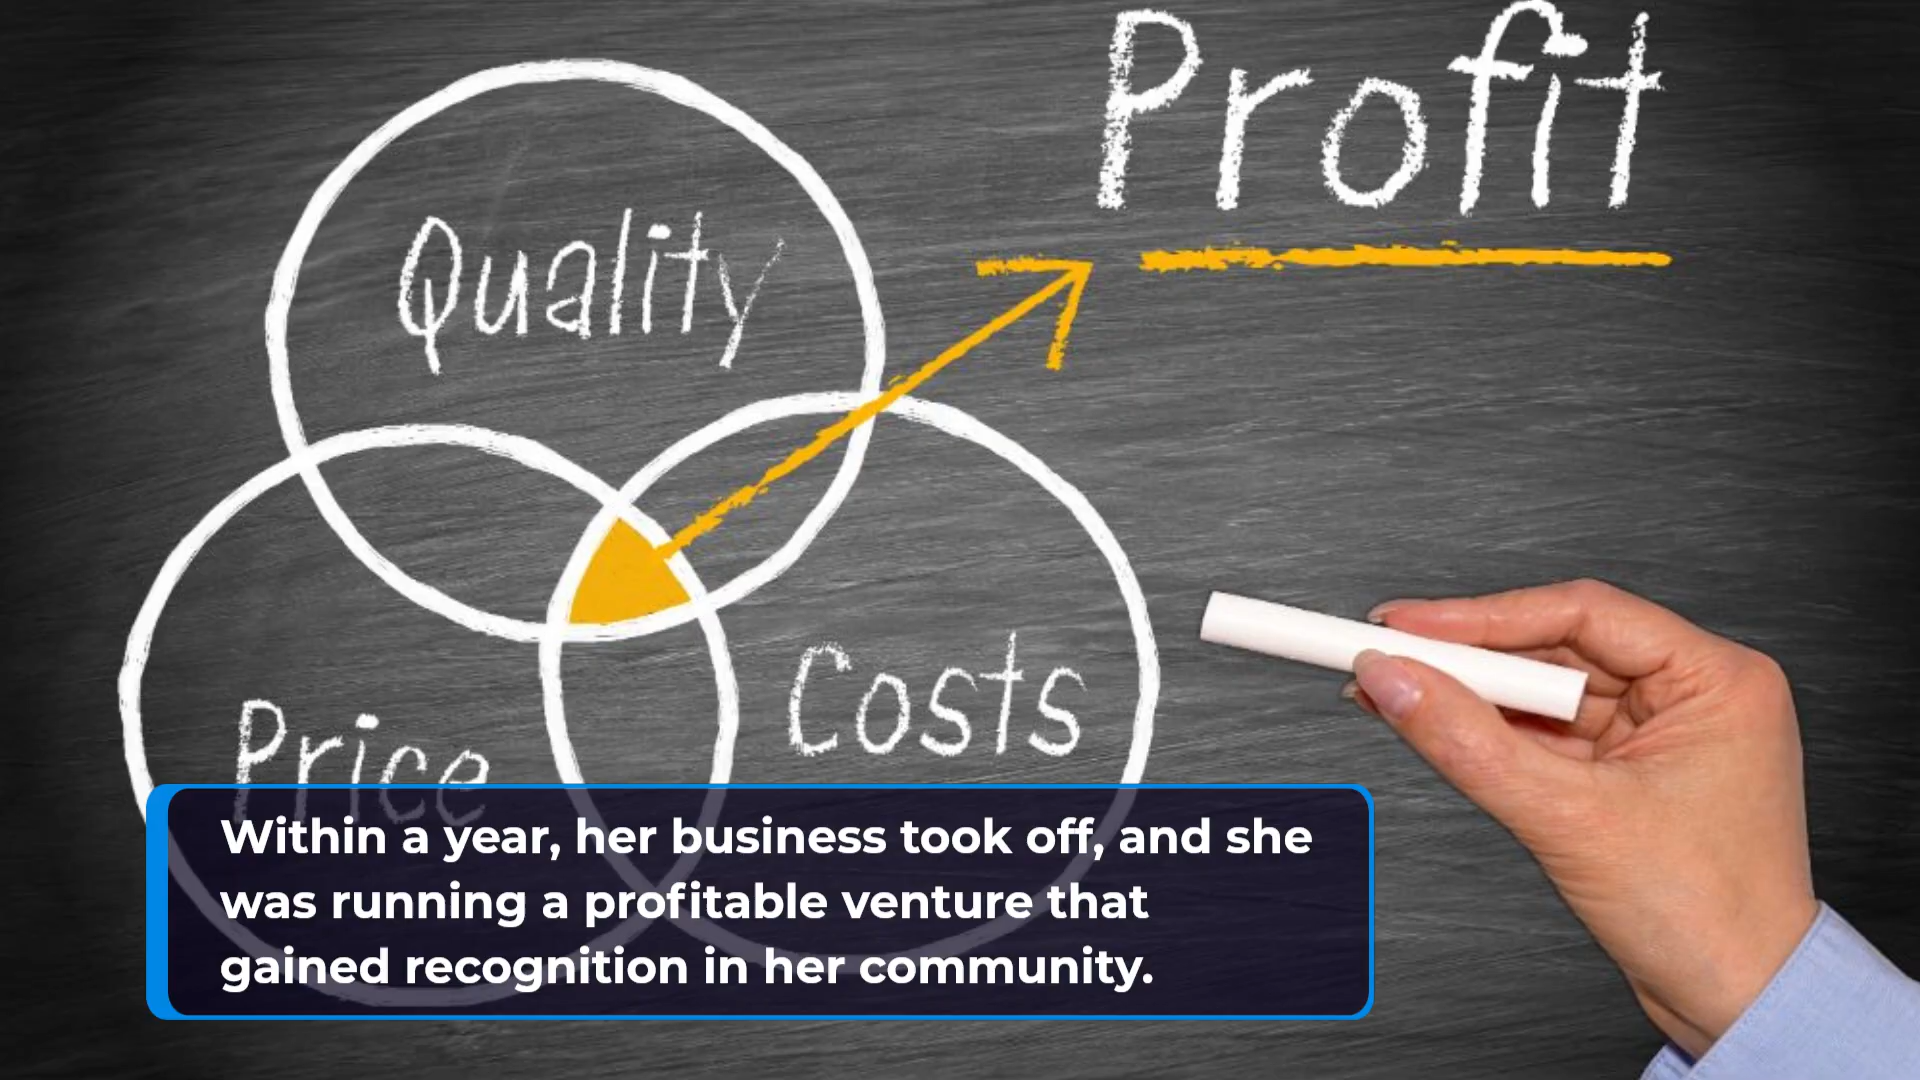 Profit
Quality
Costs
Price
Within a year, her business took off, and she
was running a profitable venture that
gained recognition in her community.